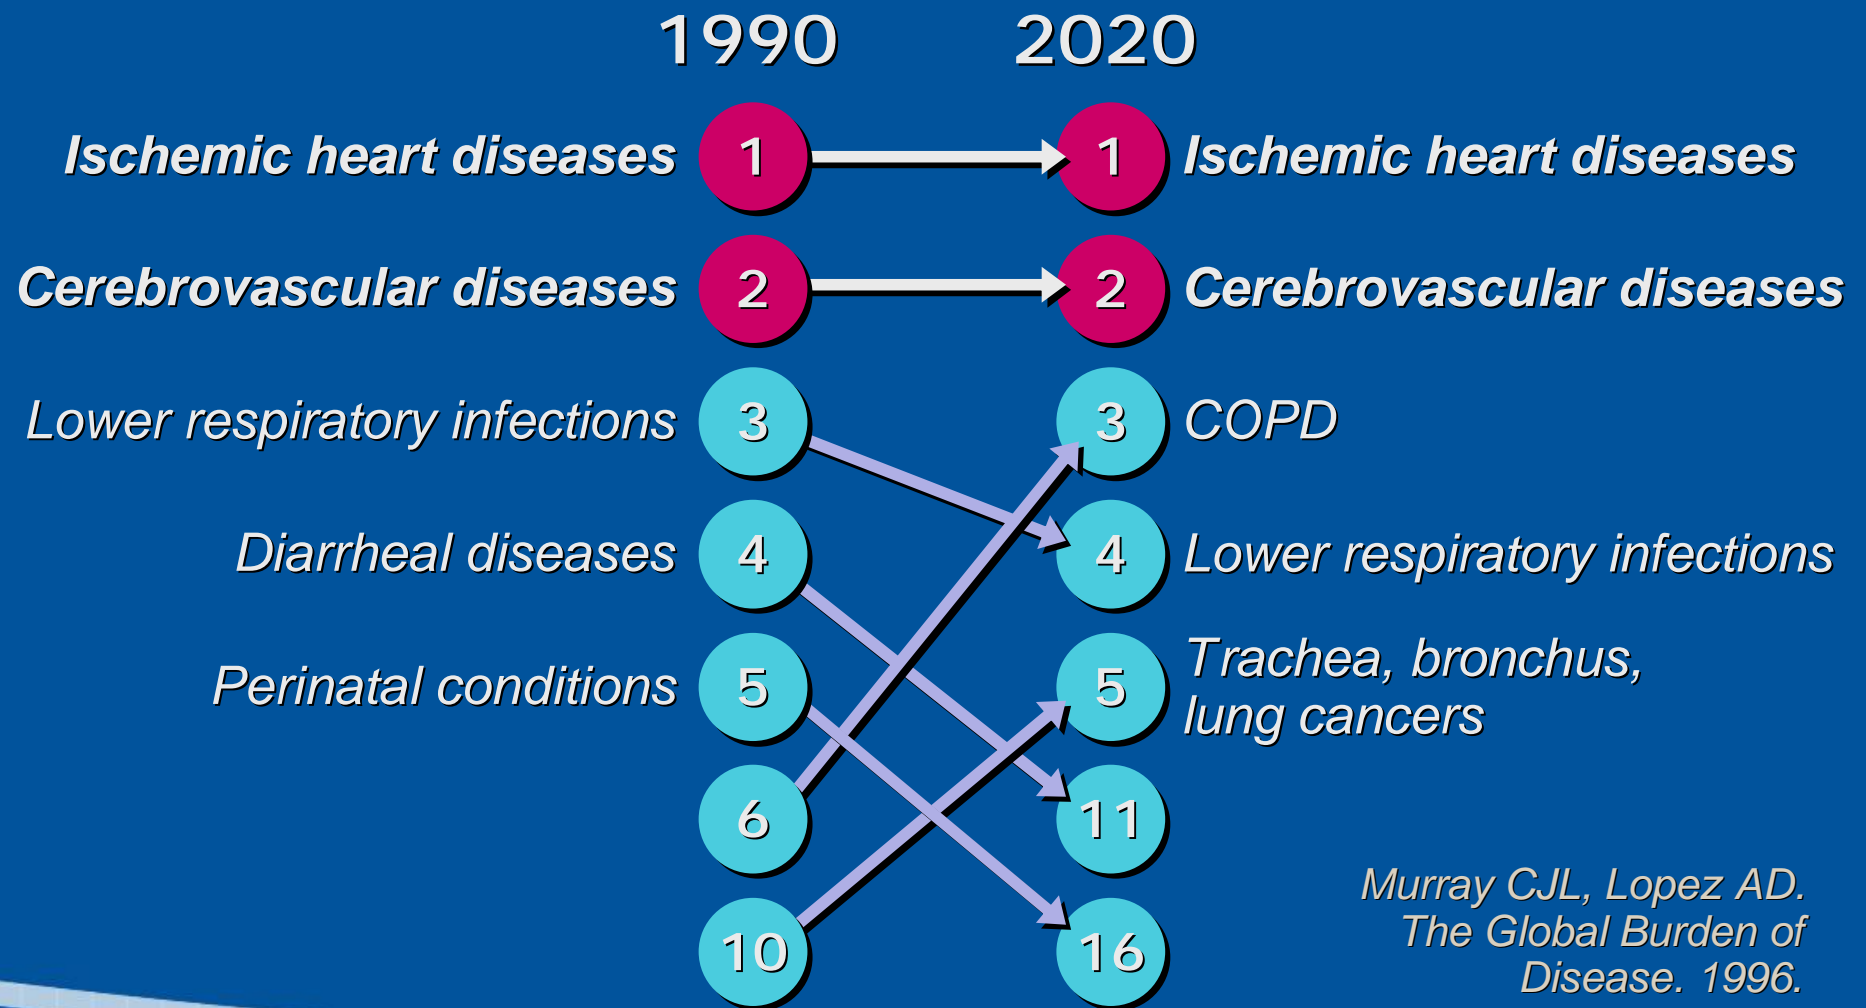 1990 2020
Ischemic heart diseases 1 1 Ischemic heart diseases
Cerebrovascular diseases 2 2 Cerebrovascular diseases
Lower respiratory infections 3 3 COPD
Diarrheal diseases 4 4 Lower respiratory infections
Perinatal conditions 5 5 Trachea, bronchus,
lung cancers
6 11
10 16
Murray CJL, Lopez AD.
The Global Burden of
Disease. 1996.